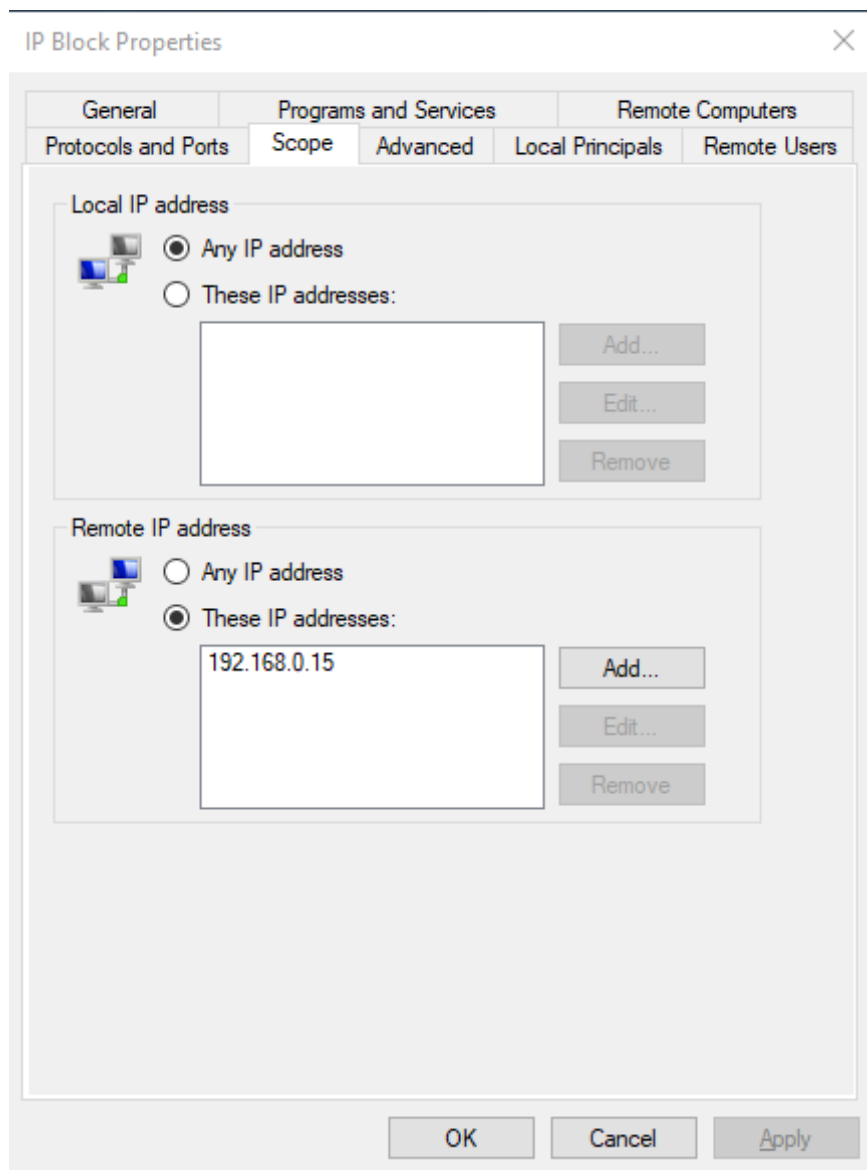 IP Block Properties
General Programs and Services Remote Computers
Protocols and Ports Scope Advanced Local Principals Remote Users
Local IP address
Any IP address
These IP addresses:
Add...
Edit...
Remove
Remote IP address
Any IP address
These IP addresses:
192.168.0.15
Add...
Edit...
Remove
OK Cancel Apply